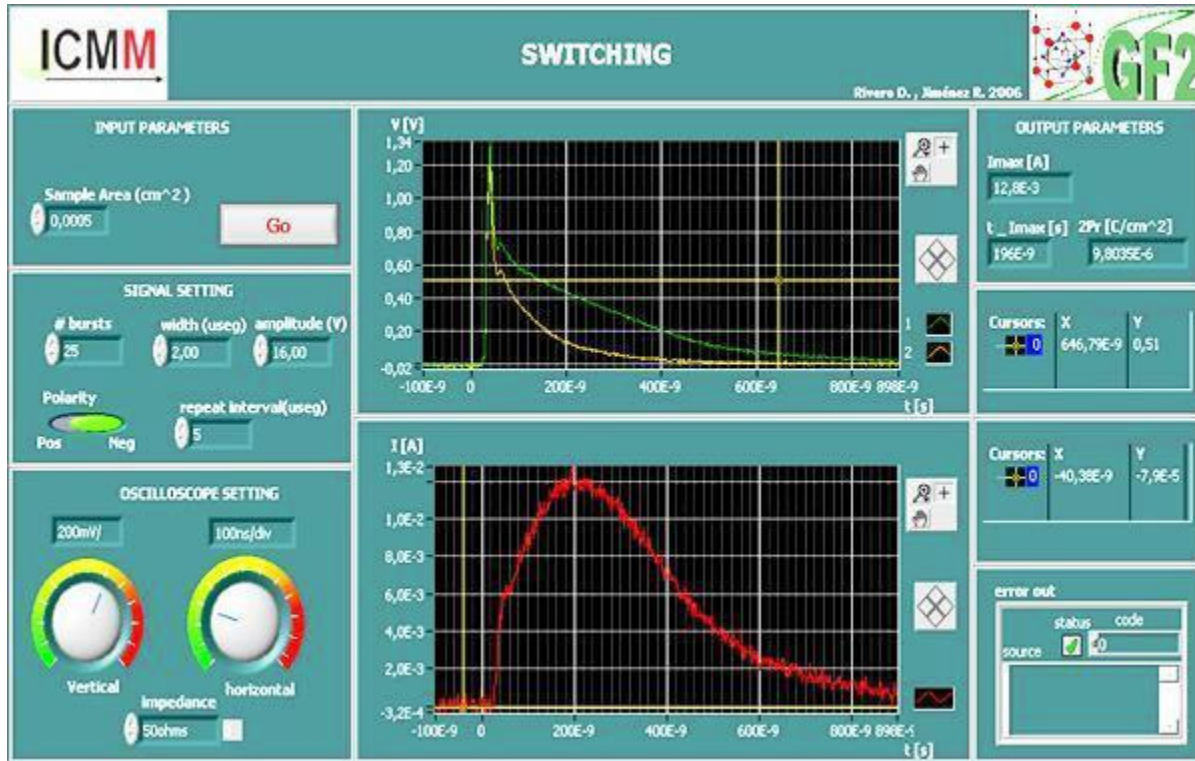 ICMM
SWITCHING
Rivero D. , Jiménez R. 2006
GF2
INPUT PARAMETERS
Sample Area (cm^2 )
0,0005
Go
SIGNAL SETTING
# bursts
width (useg)
amplitude (V)
25
2,00
16,00
Polarity
Pos
Neg
repeat interval(useg)
5
OSCILLOSCOPE SETTING
200mV/
100ns/div
Vertical
horizontal
impedance
50ohms
V [V]
1,34
1,20
1,00
0,80
0,60
0,40
0,20
-0,02
-100E-9
0
200E-9
400E-9
600E-9
800E-9
898E-9
t [s]
1
2
I [A]
1,3E-2
1,0E-2
8,0E-3
6,0E-3
4,0E-3
2,0E-3
-3,2E-4
-100E-9
0
200E-9
400E-9
600E-9
800E-9
t [s]
OUTPUT PARAMETERS
Imax [A]
12,8E-3
t _ Imax [s]
2Pr [C/cm^2]
196E-9
9,8035E-6
Cursors:
X
Y
0
646,79E-9
0,51
Cursors:
X
Y
0
-40,38E-9
-7,9E-5
error out
status
code
source
0